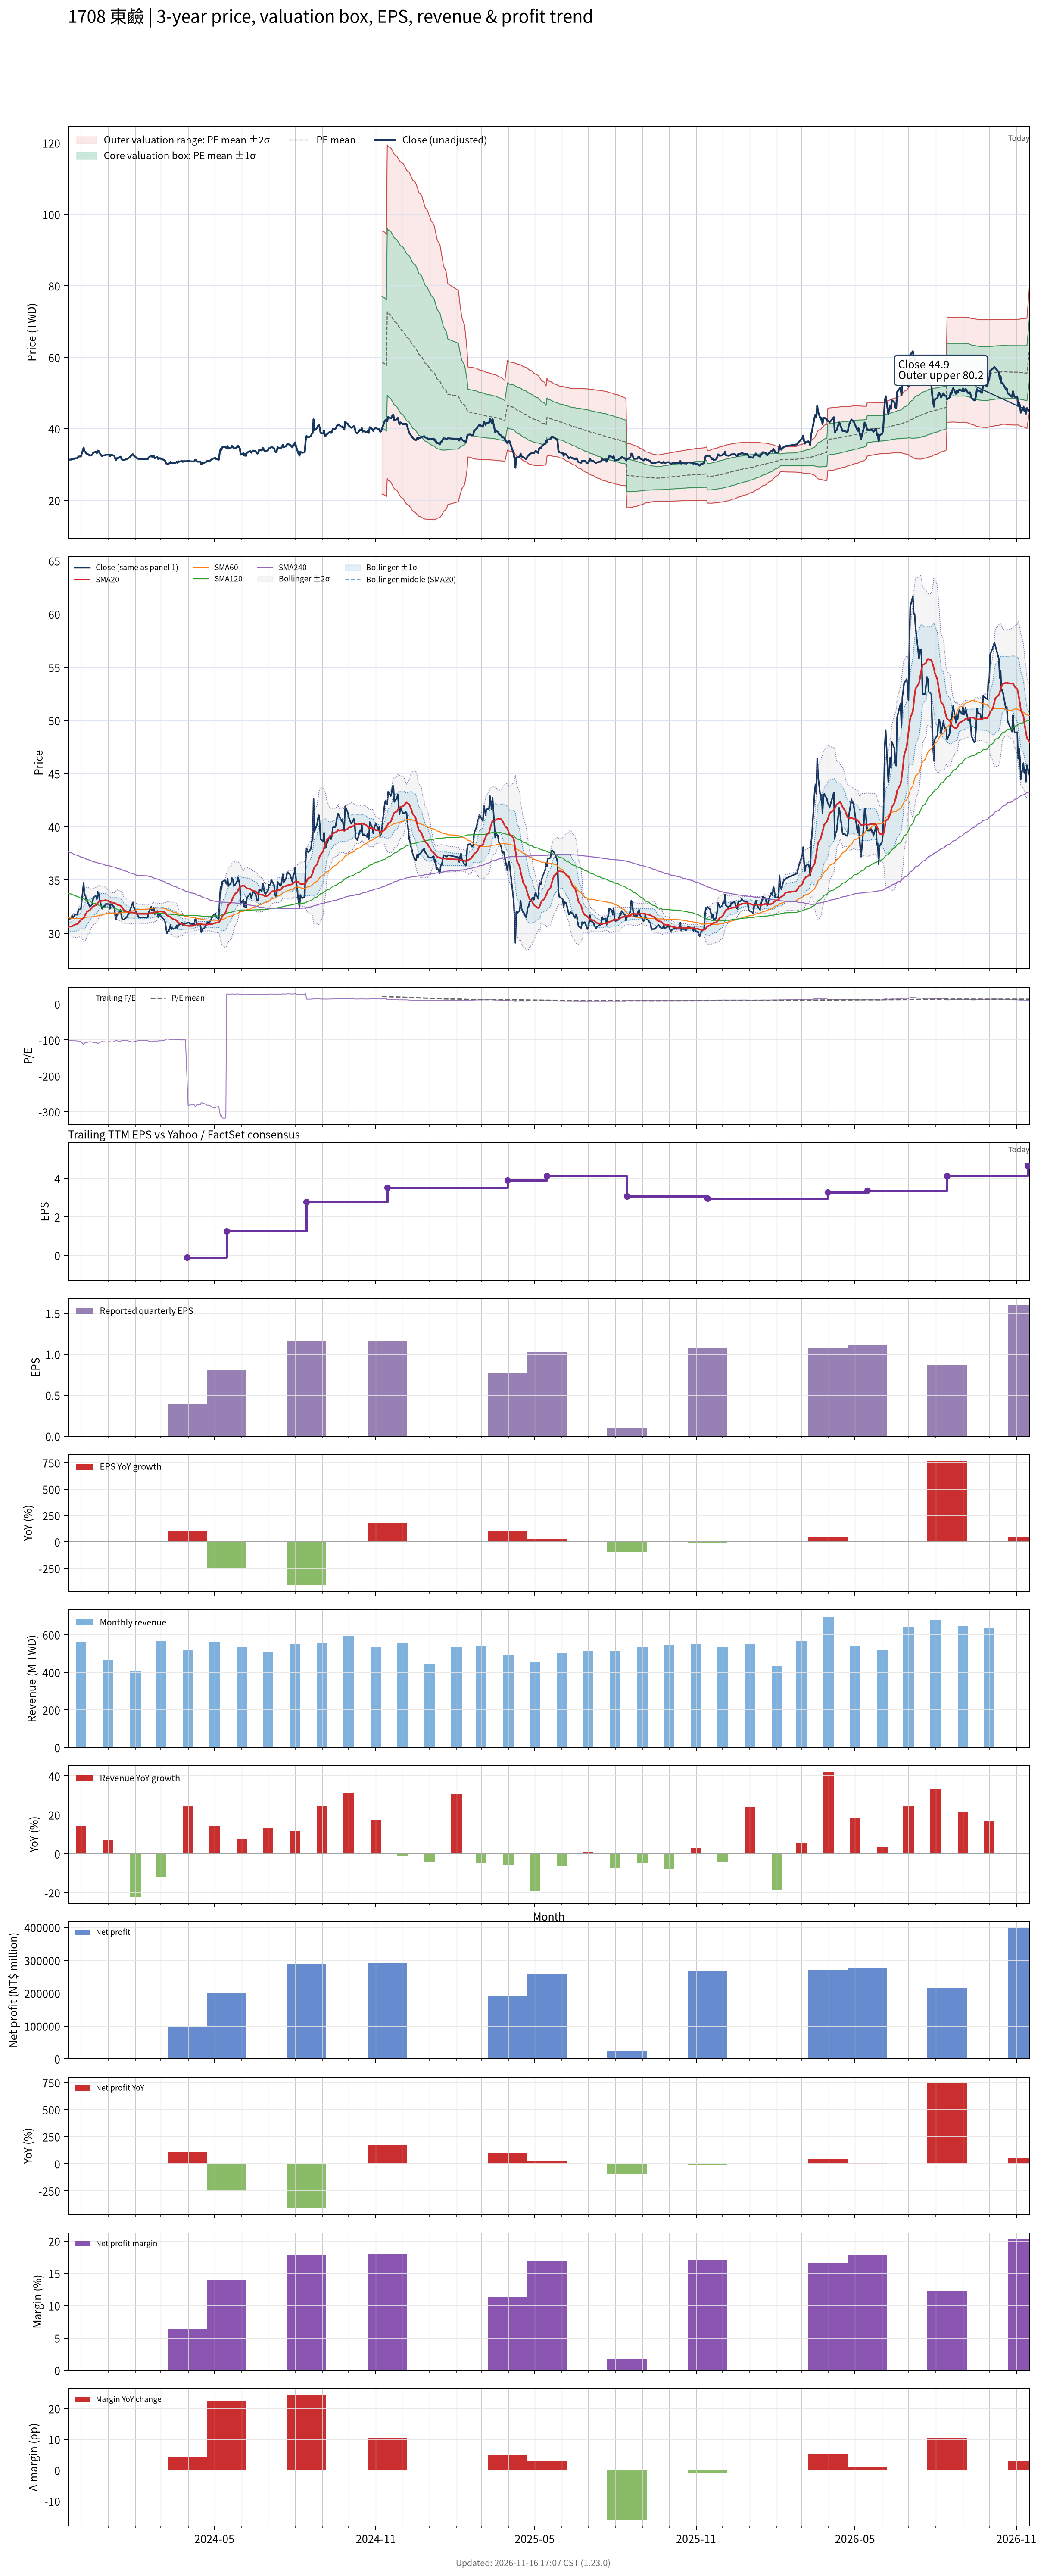 1708 東鹼 | 3-year price, valuation box, EPS, revenue & profit trend
Outer valuation range: PE mean ±2σ
PE mean
Close (unadjusted)
Core valuation box: PE mean ±1σ
Today
Price (TWD)
120
100
80
60
40
20
Close 44.9
Outer upper 80.2
Close (same as panel 1)
SMA60
SMA240
Bollinger ±1σ
SMA20
SMA120
Bollinger ±2σ
Bollinger middle (SMA20)
Price
65
60
55
50
45
40
35
30
Trailing P/E
P/E mean
P/E
0
-100
-200
-300
Trailing TTM EPS vs Yahoo / FactSet consensus
Today
EPS
4
2
0
Reported quarterly EPS
EPS
1.5
1.0
0.5
0.0
EPS YoY growth
YoY (%)
750
500
250
0
-250
Monthly revenue
Revenue (M TWD)
600
400
200
0
Revenue YoY growth
YoY (%)
40
20
0
-20
Month
Net profit
Net profit (NT$ million)
400000
300000
200000
100000
0
Net profit YoY
YoY (%)
750
500
250
0
-250
Net profit margin
Margin (%)
20
15
10
5
0
Margin YoY change
Δ margin (pp)
20
10
0
-10
2024-05
2024-11
2025-05
2025-11
2026-05
2026-11
Updated: 2026-11-16 17:07 CST (1.23.0)